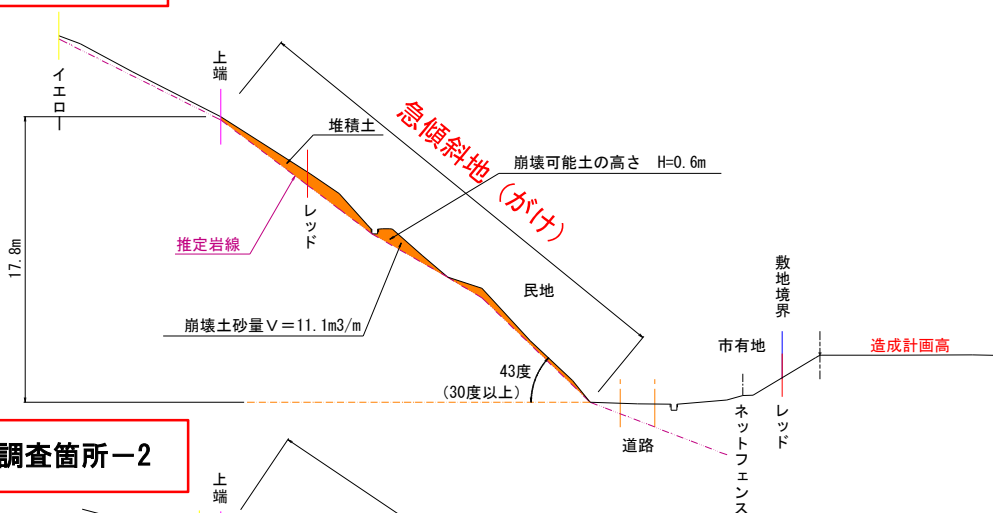 イエロ
上端
堆積土
急傾斜地（がけ）
崩壊可能土の高さ　H=0.6m
レッド
推定岩線
17.8m
崩壊土砂量V＝11.1m3/m
民地
敷地境界
市有地
造成計画高
43度
(30度以上)
道路
ネットフェンス
レッド
調査箇所－2
上端